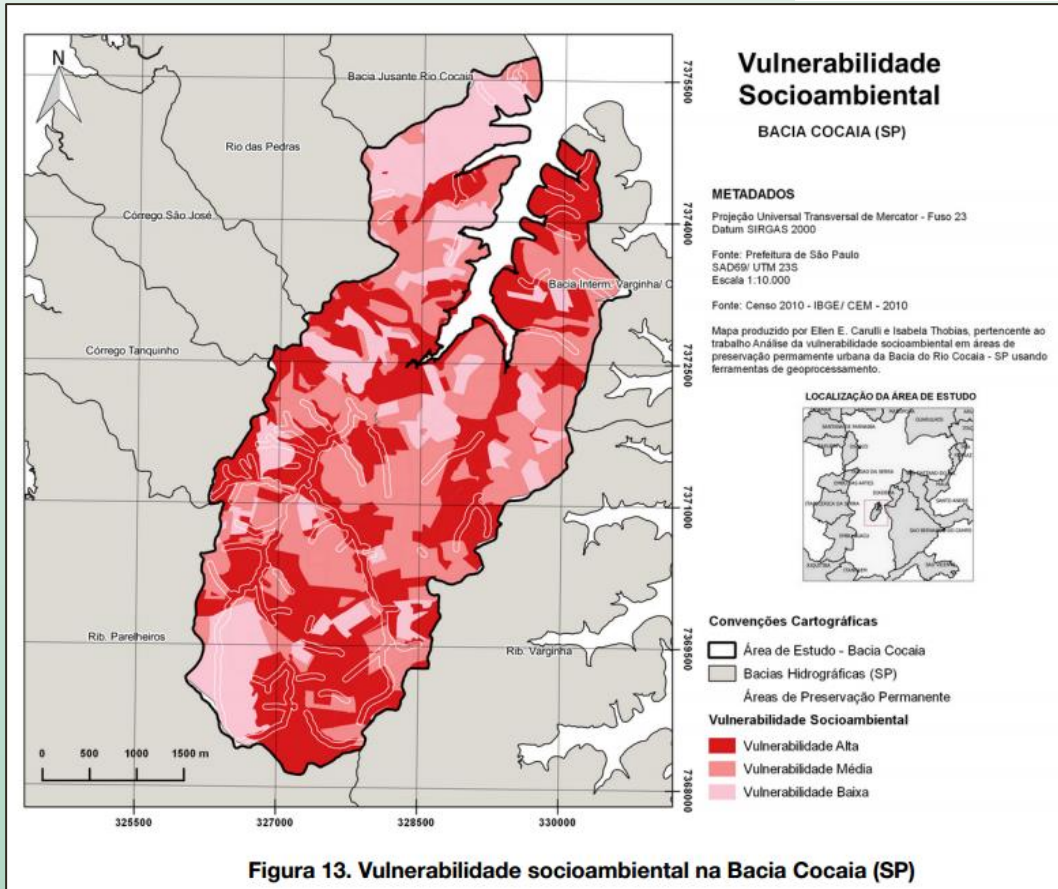 Vulnerabilidade
Socioambiental
BACIA COCAIA (SP)
N
Bacia Jusante Rio Cocaia
Rio das Pedras
Córrego São José
Bacia Interm. Varginha/ C
Córrego Tanquinho
Rib. Parelheiros
Rib. Varginha
7375500
7374000
7372500
7371000
7369500
7368000
0 500 1000 1500 m
325500 327000 328500 330000
METADADOS
Projeção Universal Transversal de Mercator - Fuso 23
Datum SIRGAS 2000
Fonte: Prefeitura de São Paulo
SAD69/ UTM 23S
Escala 1:10.000
Fonte: Censo 2010 - IBGE/ CEM - 2010
Mapa produzido por Ellen E. Carulli e Isabela Thobias, pertencente ao
trabalho Análise da vulnerabilidade socioambiental em áreas de
preservação permamente urbana da Bacia do Rio Cocaia - SP usando
ferramentas de geoprocessamento.
LOCALIZAÇÃO DA ÁREA DE ESTUDO
SANTO ANDRÉ
Convenções Cartográficas
Área de Estudo - Bacia Cocaia
Bacias Hidrográficas (SP)
Áreas de Preservação Permanente
Vulnerabilidade Socioambiental
Vulnerabilidade Alta
Vulnerabilidade Média
Vulnerabilidade Baixa
Figura 13. Vulnerabilidade socioambiental na Bacia Cocaia (SP)